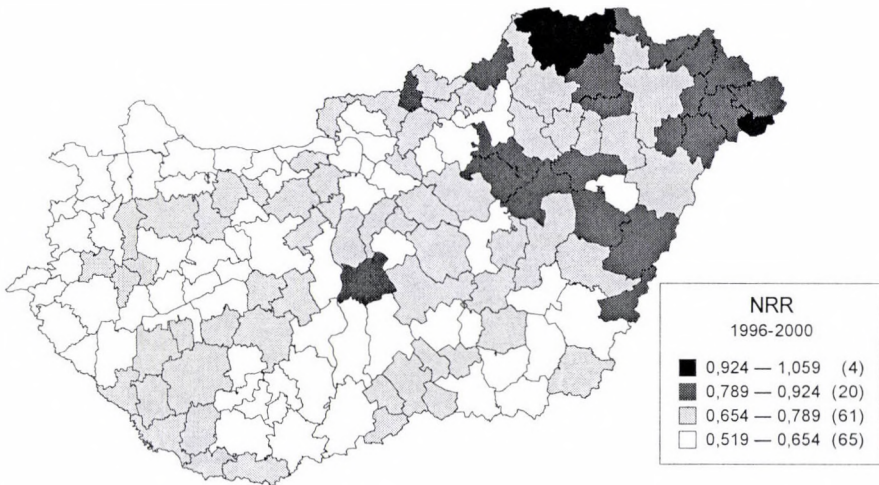 NRR
1996-2000
0,924 — 1,059 (4)
0,789 — 0,924 (20)
0,654 — 0,789 (61)
0,519 — 0,654 (65)